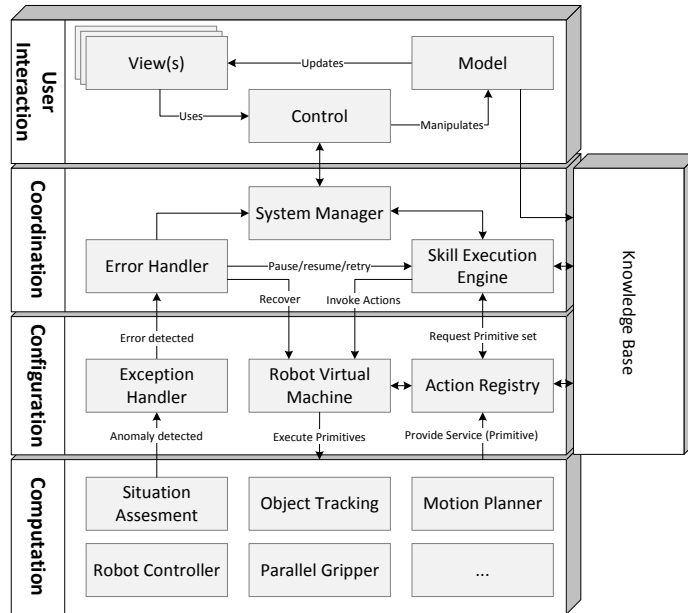 User
Interaction
View(s)
Updates
Model
Uses
Control
Manipulates
Coordination
System Manager
Error Handler
Pause/resume/retry
Skill Execution
Engine
Recover
Invoke Actions
Knowledge Base
Configuration
Error detected
Request Primitive set
Exception
Handler
Robot Virtual
Machine
Action Registry
Anomaly detected
Execute Primitives
Provide Service (Primitive)
Computation
Situation
Assesment
Object Tracking
Motion Planner
Robot Controller
Parallel Gripper
...